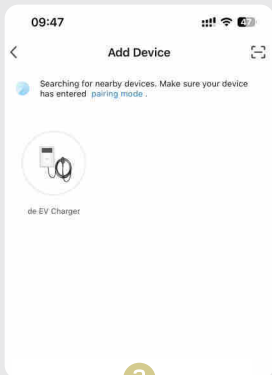 09:47
47
Add Device
Searching for nearby devices. Make sure your device
has entered pairing mode .
de EV Charger